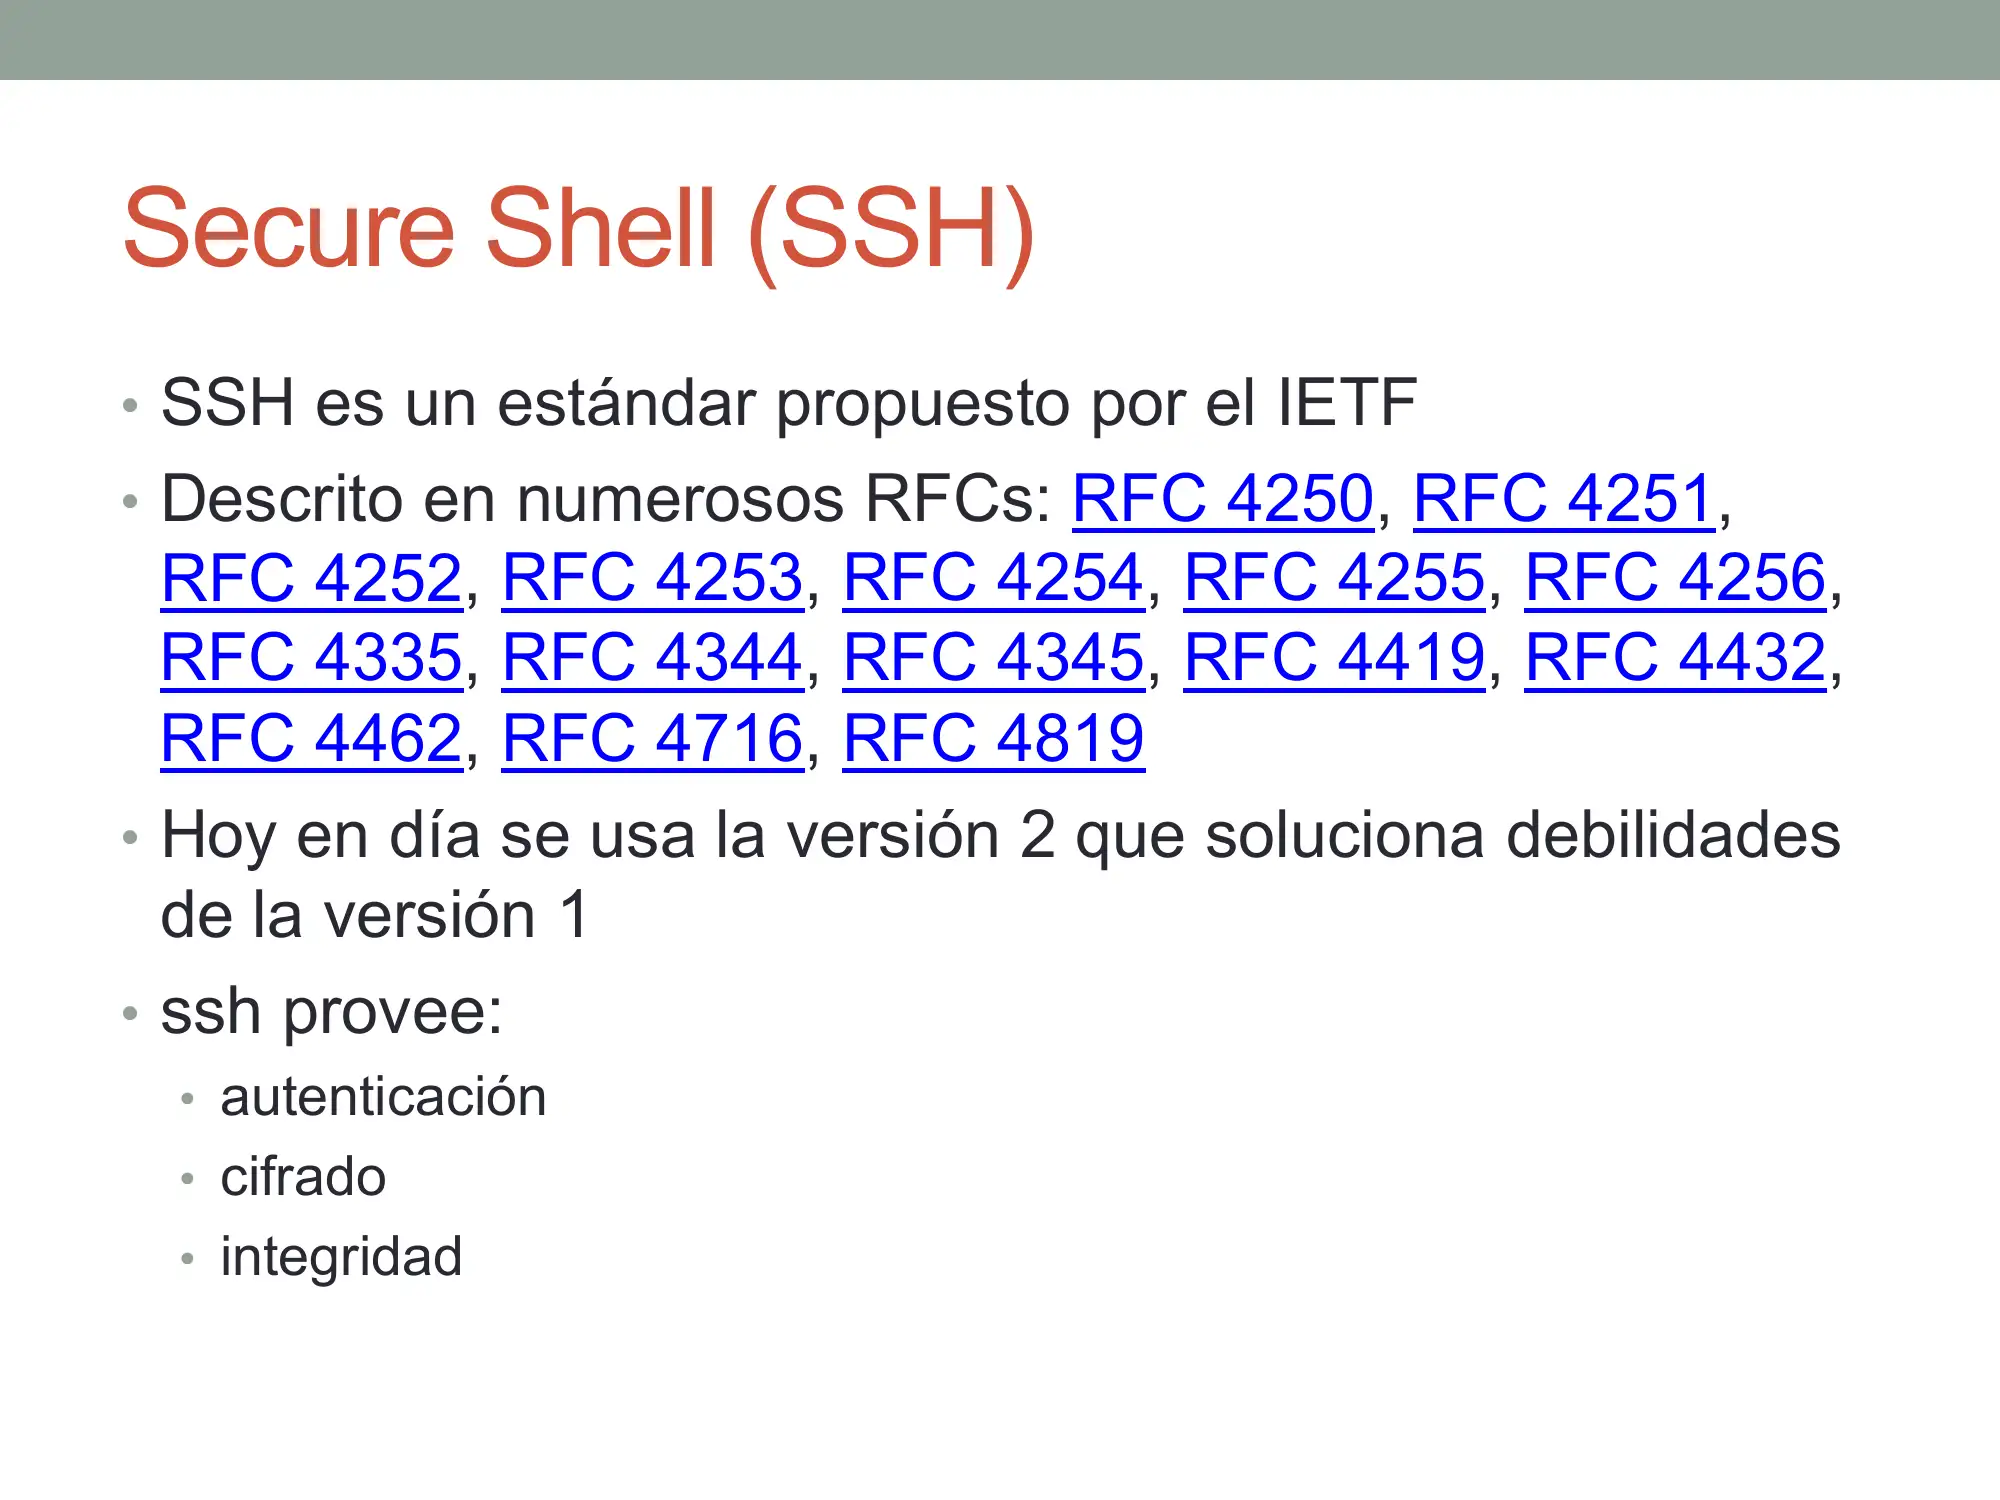 Secure Shell (SSH)
• SSH es un estándar propuesto por el IETF
• Descrito en numerosos RFCs: RFC 4250, RFC 4251,
RFC 4252, RFC 4253, RFC 4254, RFC 4255, RFC 4256,
RFC 4335, RFC 4344, RFC 4345, RFC 4419, RFC 4432,
RFC 4462, RFC 4716, RFC 4819
• Hoy en día se usa la versión 2 que soluciona debilidades
de la versión 1
• ssh provee:
• autenticación
• cifrado
• integridad